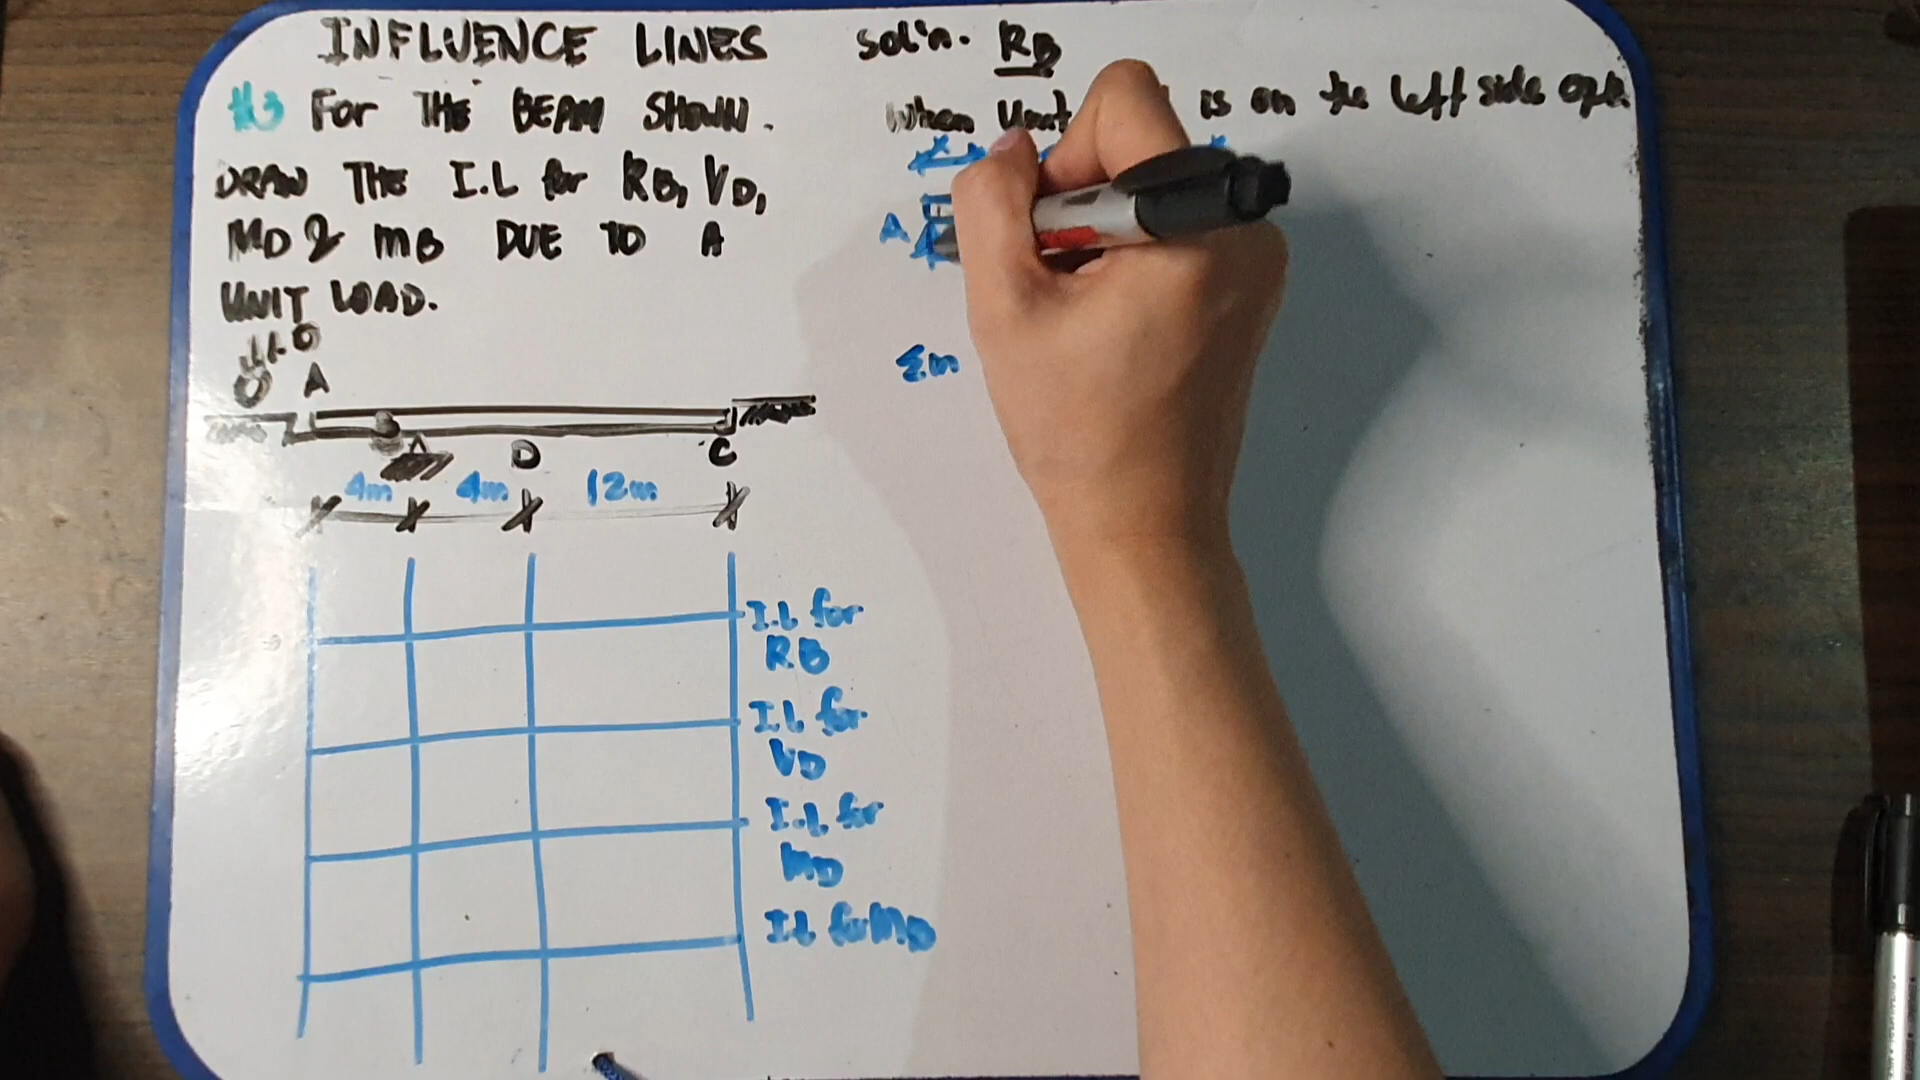 INFLUENCE LINES
#3 FOR THE BEAM SHOWN.
DRAW THE I.L for RB, VD,
MD & MB DUE TO A
UNIT LOAD.
A
D
C
4m 4m 12m
I.L for
RB
I.L for
VD
I.L for
MD
I.L for MB
Sol'n. RB
When Unit is on the left side of
x
A
Σm